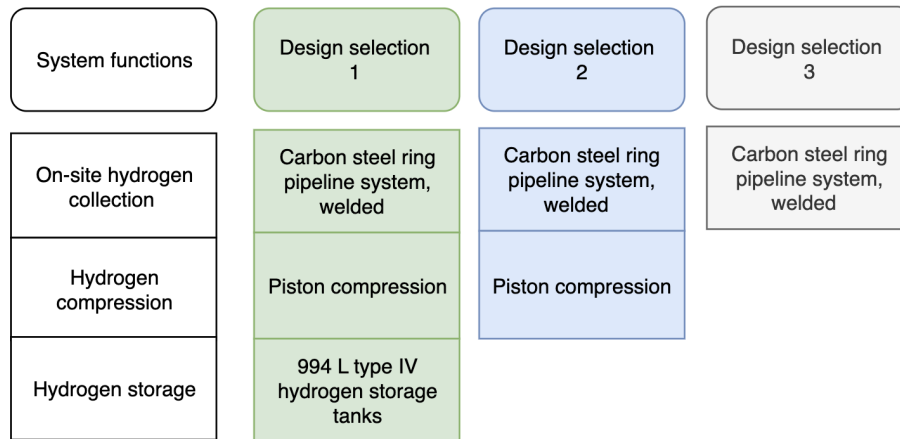 System functions
Design selection
1
Design selection
2
Design selection
3
On-site hydrogen
collection
Carbon steel ring
pipeline system,
welded
Carbon steel ring
pipeline system,
welded
Carbon steel ring
pipeline system,
welded
Hydrogen
compression
Piston compression
Piston compression
Hydrogen storage
994 L type IV
hydrogen storage
tanks